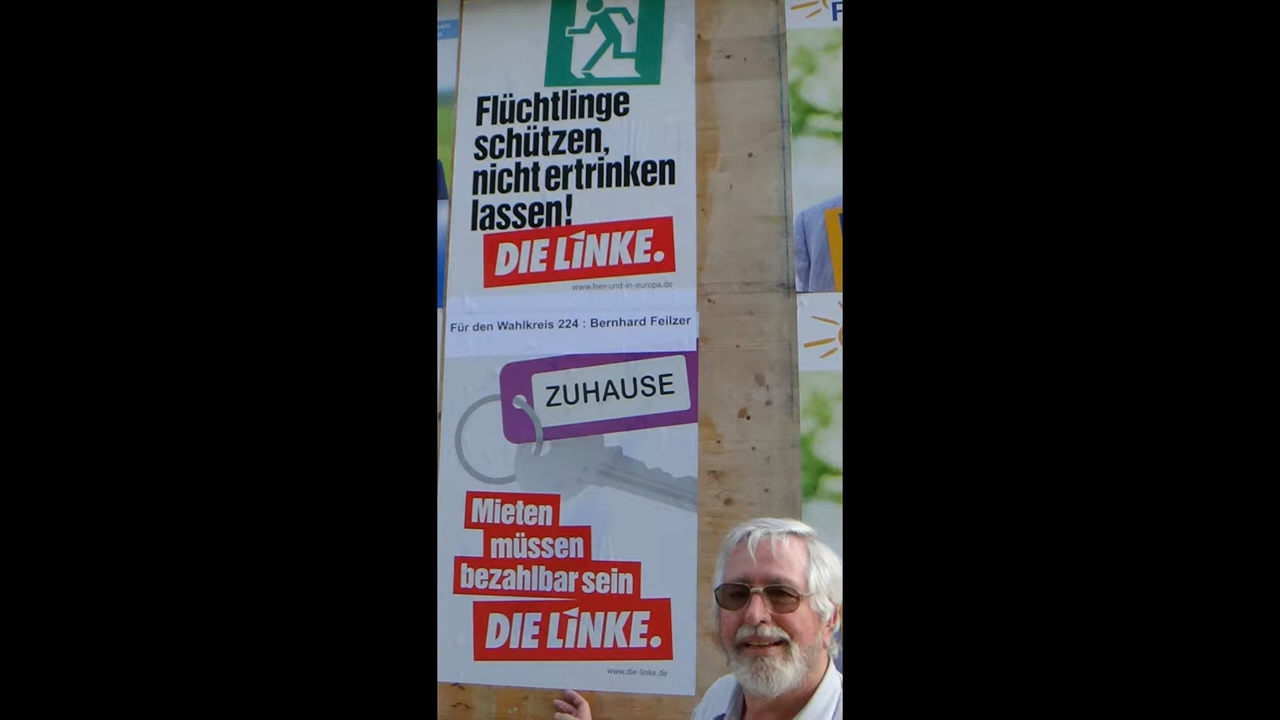 Flüchtlinge
schützen,
nicht ertrinken
lassen!
DIE LINKE.
www.hier-und-in-europa.de
Für den Wahlkreis 224 : Bernhard Feilzer
ZUHAUSE
Mieten
müssen
bezahlbar sein
DIE LINKE.
www.die-linke.de
F